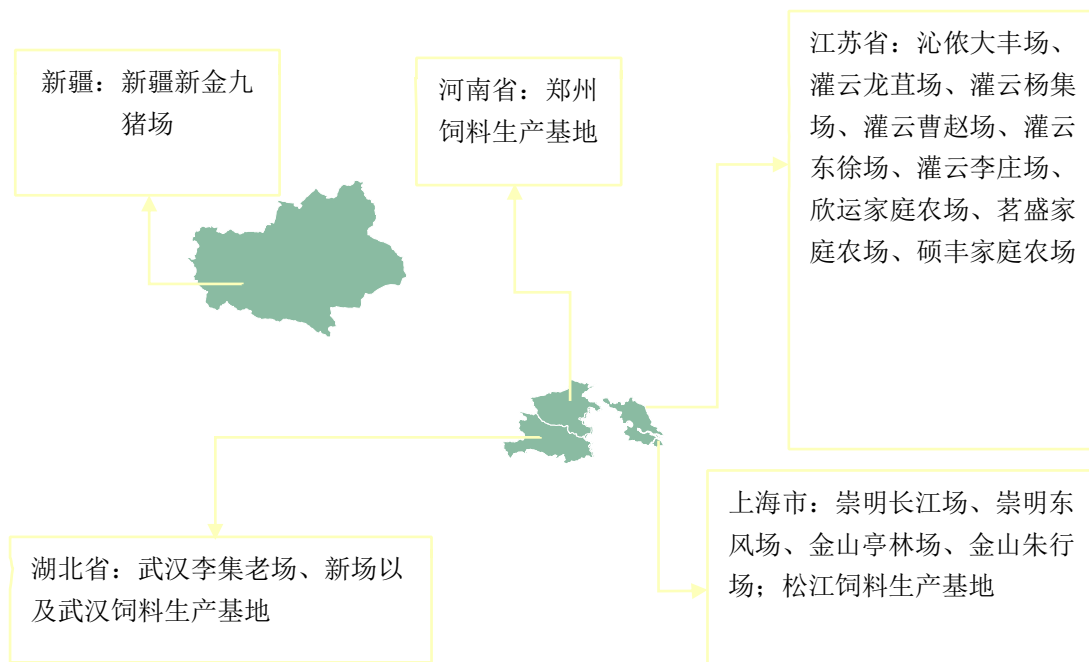 新疆：新疆新金九
猪场
河南省：郑州
饲料生产基地
江苏省：沁侬大丰场、
灌云龙苴场、灌云杨集
场、灌云曹赵场、灌云
东徐场、灌云李庄场、
欣运家庭农场、茗盛家
庭农场、硕丰家庭农场
湖北省：武汉李集老场、新场以
及武汉饲料生产基地
上海市：崇明长江场、崇明东
风场、金山亭林场、金山朱行
场；松江饲料生产基地